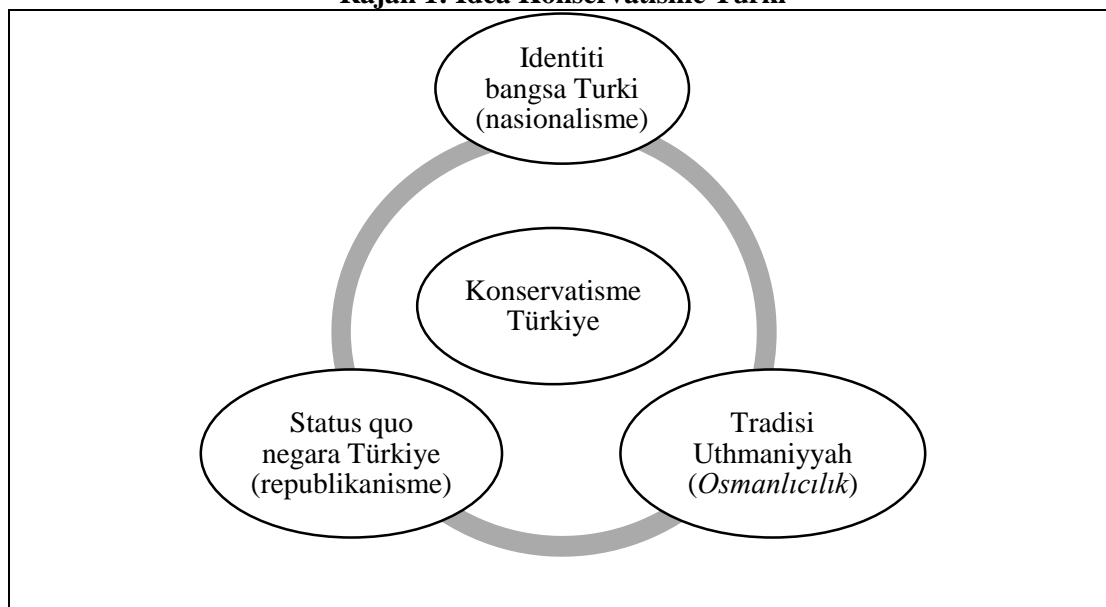 Rajah 1: Idea Konservatisme Turki
Identiti
bangsa Turki
(nasionalisme)
Konservatisme
Türkiye
Status quo
negara Türkiye
(republikanisme)
Tradisi
Uthmaniyyah
(Osmanlıcılık)